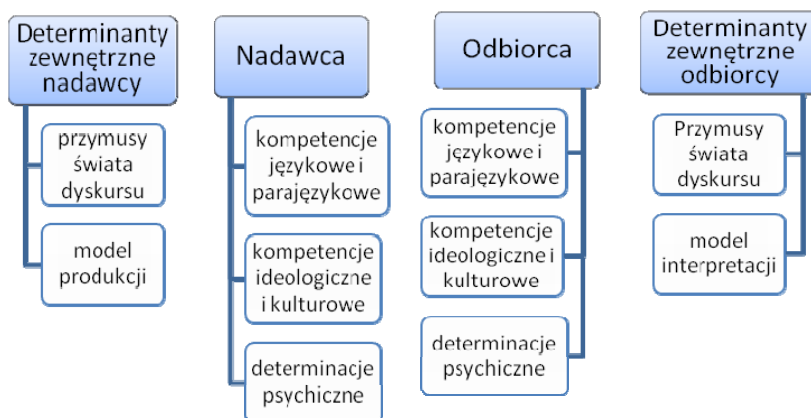 Determinanty
zewnętrzne
nadawcy
przymusy
świata
dyskursu
model
produkcji
Nadawca
kompetencje
językowe i
parajęzykowe
kompetencje
ideologiczne
i kulturowe
determinacje
psychiczne
Odbiorca
kompetencje
językowe i
parajęzykowe
kompetencje
ideologiczne i
kulturowe
determinacje
psychiczne
Determinanty
zewnętrzne
odbiorcy
Przymusy
świata
dyskursu
model
interpretacji